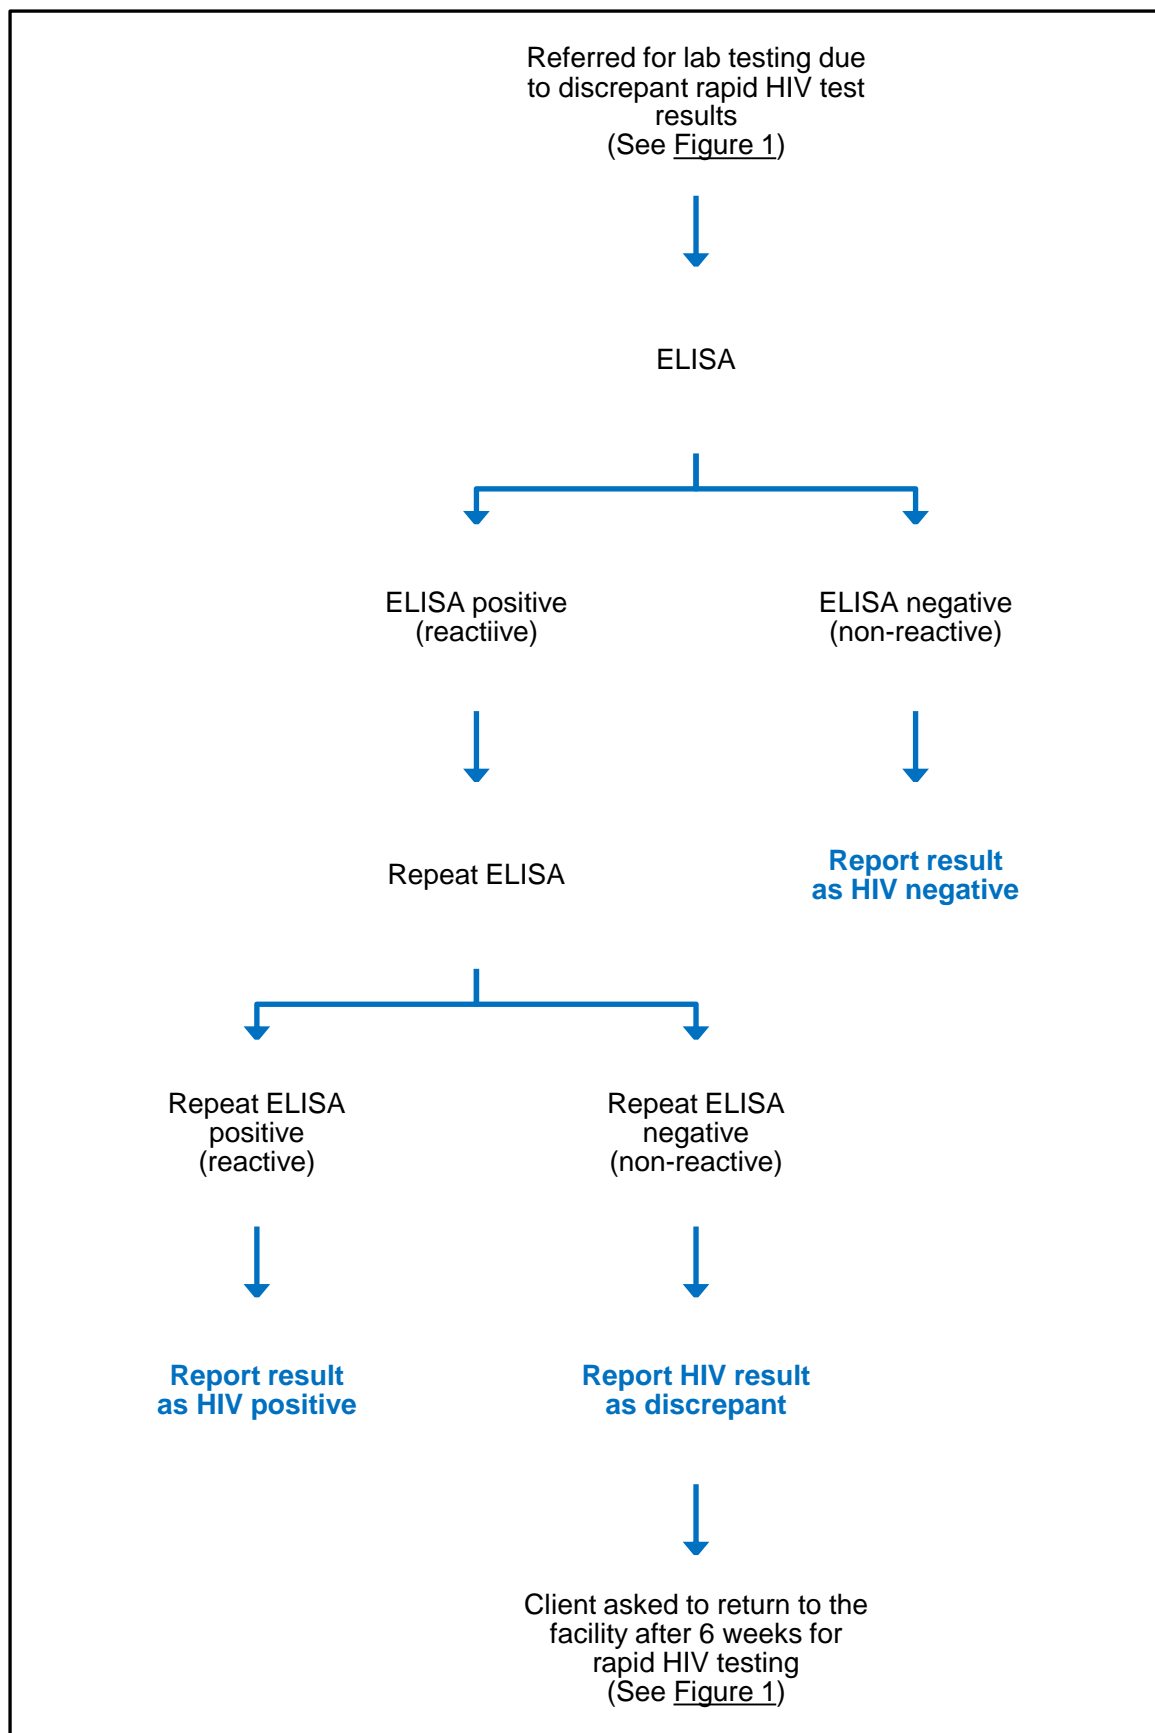 Referred for lab testing due
to discrepant rapid HIV test
results
(See Figure 1)
ELISA
ELISA positive
(reactiive)
ELISA negative
(non-reactive)
Repeat ELISA
Report result
as HIV negative
Repeat ELISA
positive
(reactive)
Repeat ELISA
negative
(non-reactive)
Report result
as HIV positive
Report HIV result
as discrepant
Client asked to return to the
facility after 6 weeks for
rapid HIV testing
(See Figure 1)